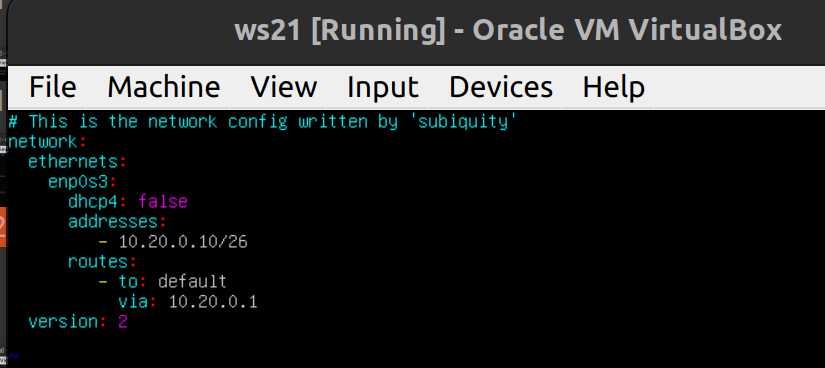 ws21 [Running] - Oracle VM VirtualBox
File Machine View Input Devices Help
# This is the network config written by 'subiquity'
network:
  ethernets:
    enp0s3:
      dhcp4: false
      addresses:
         - 10.20.0.10/26
      routes:
         - to: default
           via: 10.20.0.1
  version: 2
~